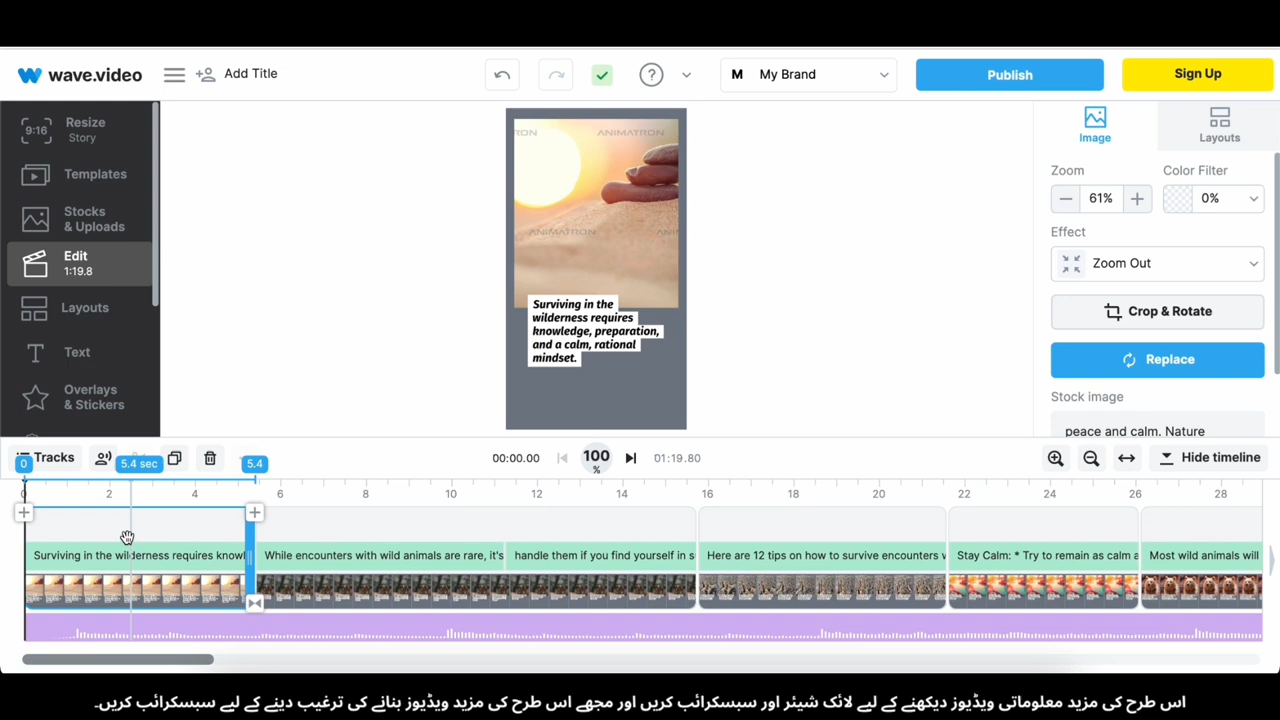 wave.video
Add Title
?
M My Brand
Publish
Sign Up
9:16
Resize
Story
Templates
Stocks
& Uploads
Edit
1:19.8
Layouts
Text
Overlays
& Stickers
ANIMATRON
ANIMATRON
Surviving in the
wilderness requires
knowledge, preparation,
and a calm, rational
mindset.
Image
Layouts
Zoom
Color Filter
61%
0%
Effect
Zoom Out
Crop & Rotate
Replace
Stock image
peace and calm. Nature
Tracks
00:00.00
100
%
01:19.80
Hide timeline
0
5.4 sec
5.4
0 2 4 6 8 10 12 14 16 18 20 22 24 26 28
Surviving in the wilderness requires knowl
While encounters with wild animals are rare, it's
handle them if you find yourself in s
Here are 12 tips on how to survive encounters w
Stay Calm: * Try to remain as calm a
Most wild animals will
اس طرح کی مزید معلوماتی ویڈیوز دیکھنے کے لیے لائک شیئر اور سبسکرائب کریں اور مجھے اس طرح کی مزید ویڈیوز بنانے کی ترغیب دینے کے لیے سبسکرائب کریں۔